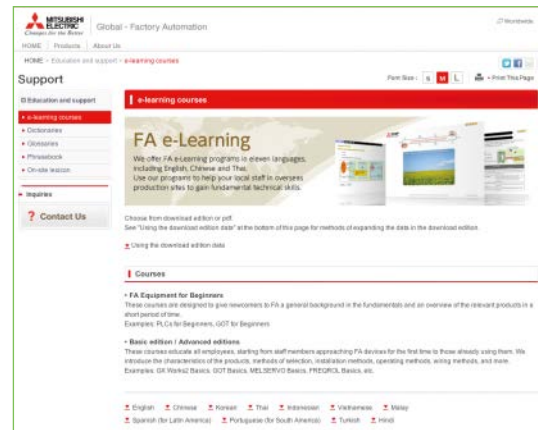 MITSUBISHI
ELECTRIC
Changes for the Better
Global - Factory Automation
Worldwide
HOME Products About Us
HOME > Education and support > e-learning courses
Support
Font Size : S M L Print This Page
Education and support
e-learning courses
Dictionaries
Glossaries
Phrasebook
On-site lexicon
Inquiries
? Contact Us
e-learning courses
FA e-Learning
We offer FA e-Learning programs in eleven languages,
including English, Chinese and Thai.
Use our programs to help your local staff in overseas
production sites to gain fundamental technical skills.
Choose from download edition or pdf.
See "Using the download edition data" at the bottom of this page for methods of expanding the data in the download edition.
Using the download edition data
Courses
• FA Equipment for Beginners
These courses are designed to give newcomers to FA a general background in the fundamentals and an overview of the relevant products in a
short period of time.
Examples: PLCs for Beginners, GOT for Beginners
• Basic edition / Advanced editions
These courses educate all employees, starting from staff members approaching FA devices for the first time to those already using them. We
introduce the characteristics of the products, methods of selection, installation methods, operating methods, wiring methods, and more.
Examples: GX Works2 Basics, GOT Basics, MELSERVO Basics, FREQROL Basics, etc.
English Chinese Korean Thai Indonesian Vietnamese Malay
Spanish (for Latin America) Portuguese (for South America) Turkish Hindi